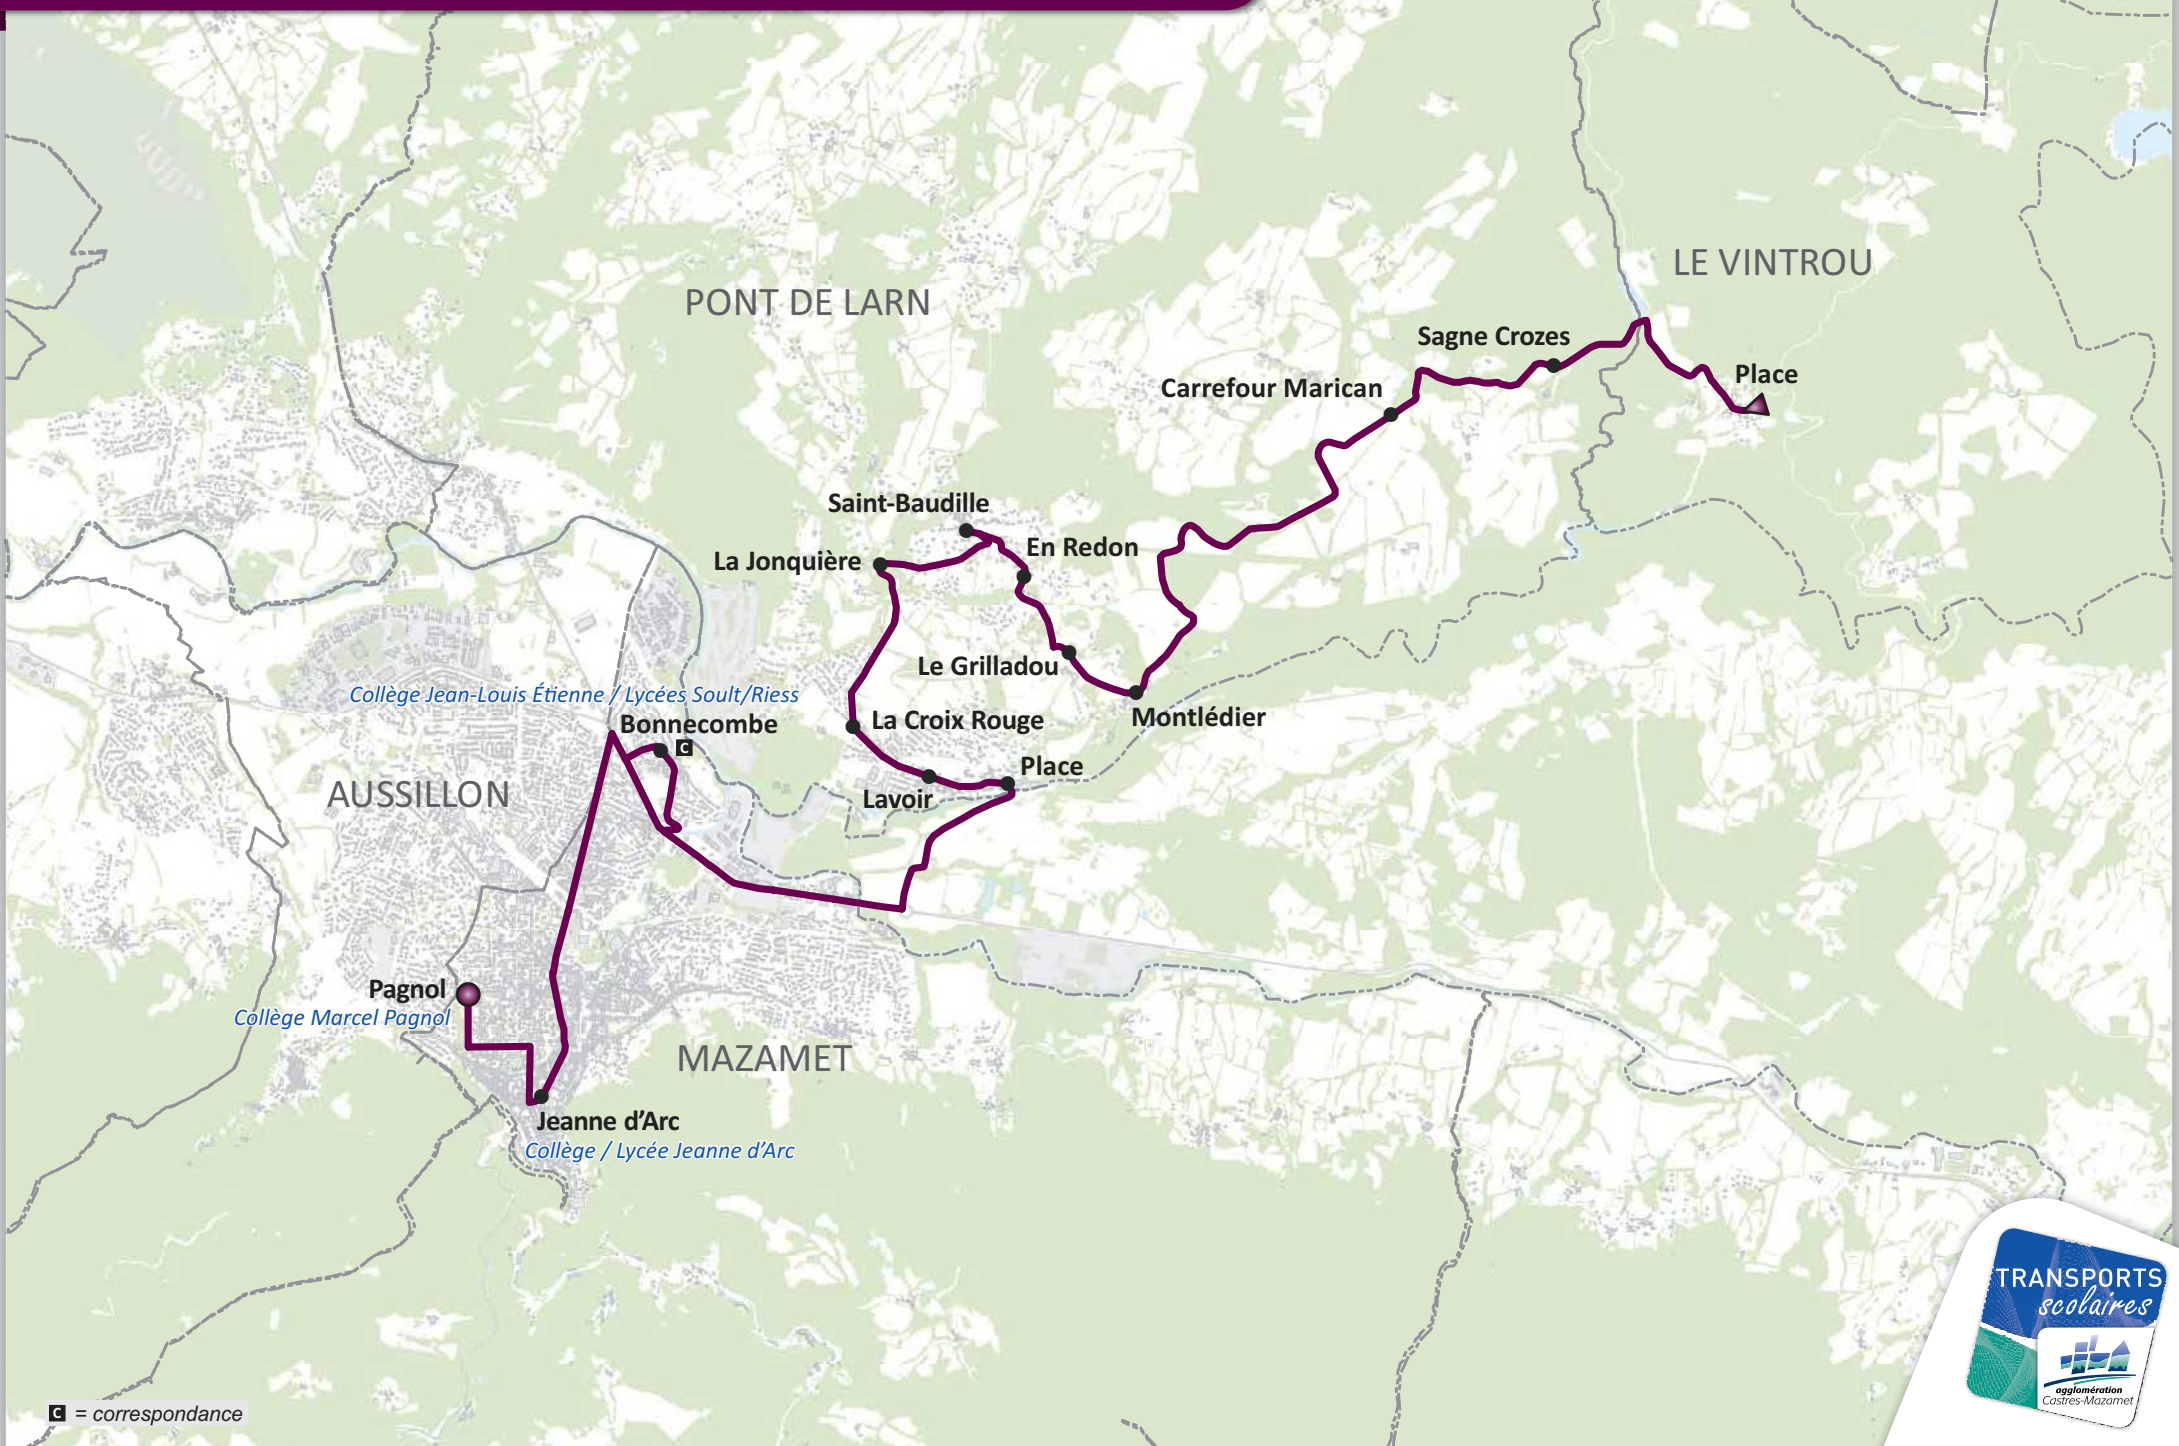 LE VINTROU
PONT DE LARN
Sagne Crozes
Place
Carrefour Marican
Saint-Baudille
En Redon
La Jonquière
Le Grilladou
Collège Jean-Louis Étienne / Lycées Soult/Riess
Bonnecombe
C
La Croix Rouge
Montlédier
Place
AUSSILLON
Lavoir
Pagnol
Collège Marcel Pagnol
MAZAMET
Jeanne d'Arc
Collège / Lycée Jeanne d'Arc
TRANSPORTS
scolaires
agglomération
Castres-Mazamet
C = correspondance